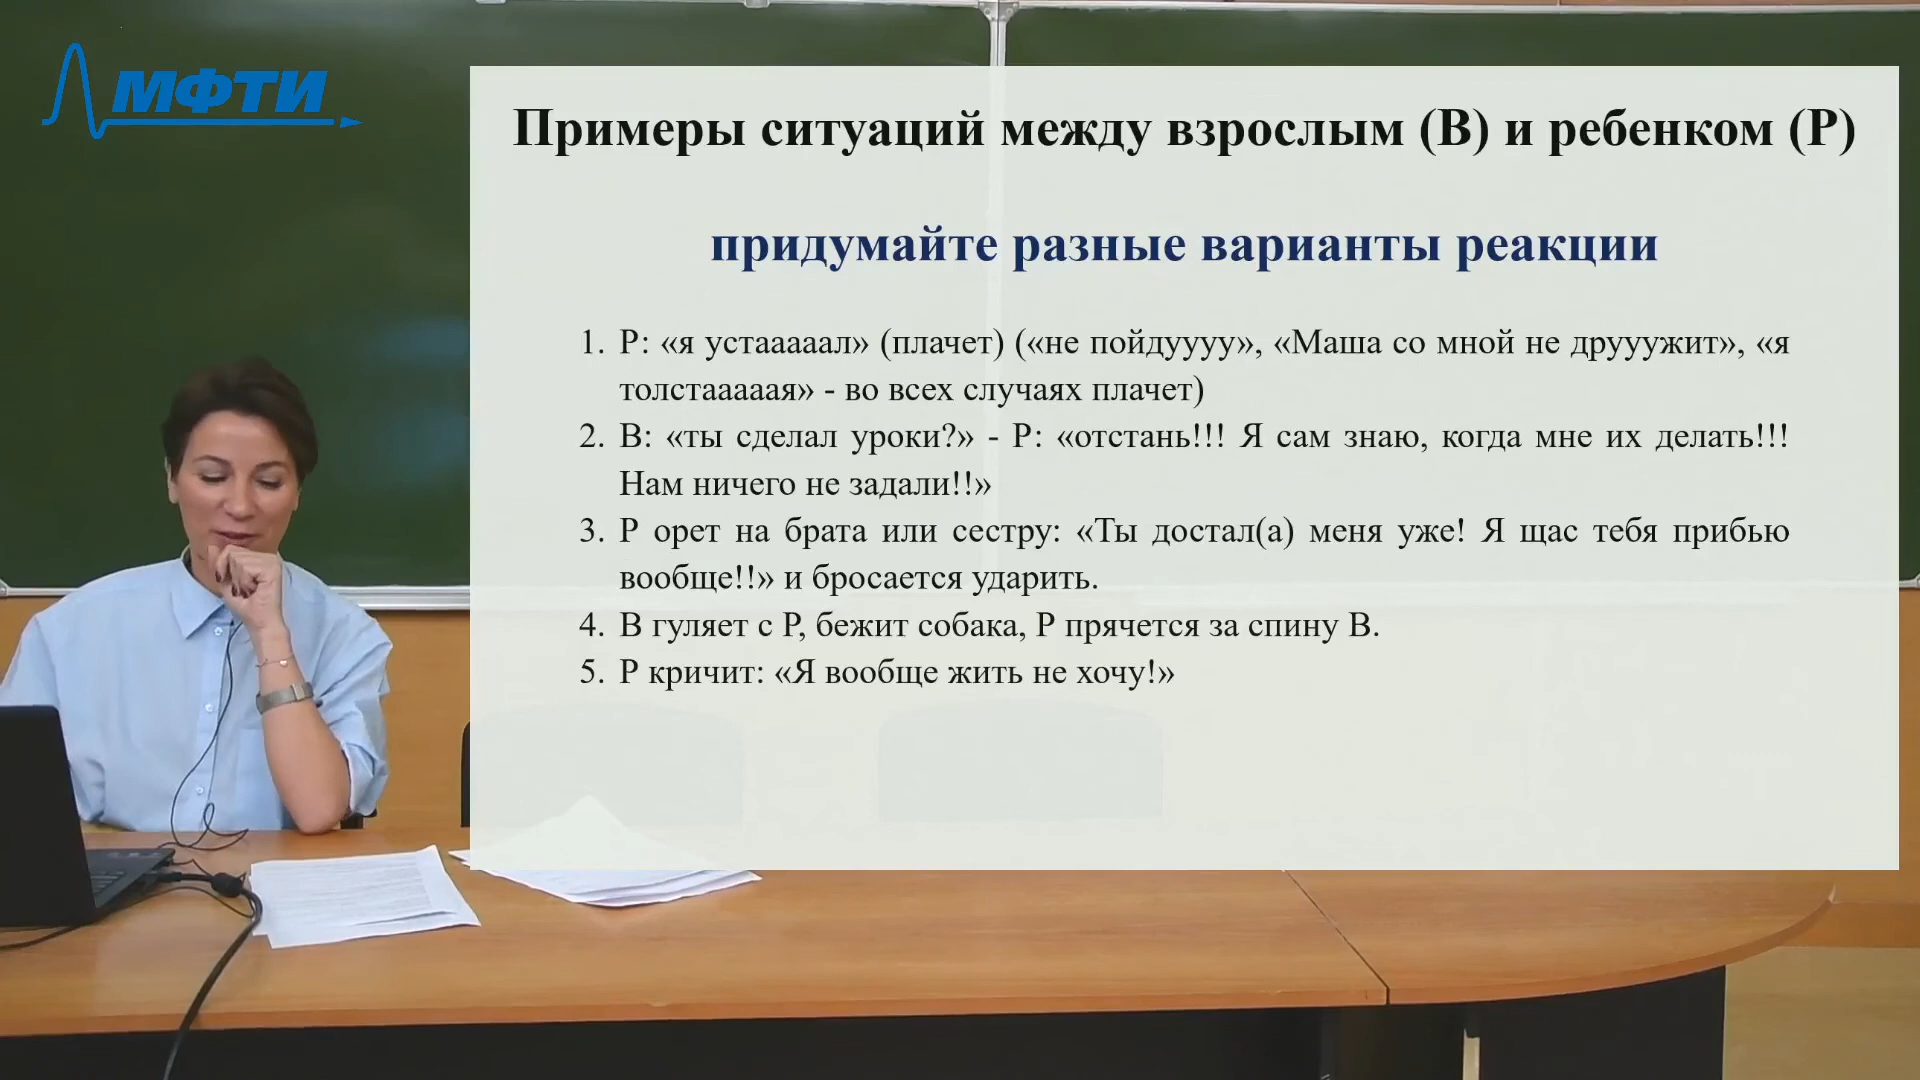 МФТИ
Примеры ситуаций между взрослым (В) и ребенком (Р)
придумайте разные варианты реакции
1. Р: «я устааааал» (плачет) («не пойдуууу», «Маша со мной не друуужит», «я
толстааааая» - во всех случаях плачет)
2. В: «ты сделал уроки?» - Р: «отстань!!! Я сам знаю, когда мне их делать!!!
Нам ничего не задали!!»
3. Р орет на брата или сестру: «Ты достал(а) меня уже! Я щас тебя прибью
вообще!!» и бросается ударить.
4. В гуляет с Р, бежит собака, Р прячется за спину В.
5. Р кричит: «Я вообще жить не хочу!»